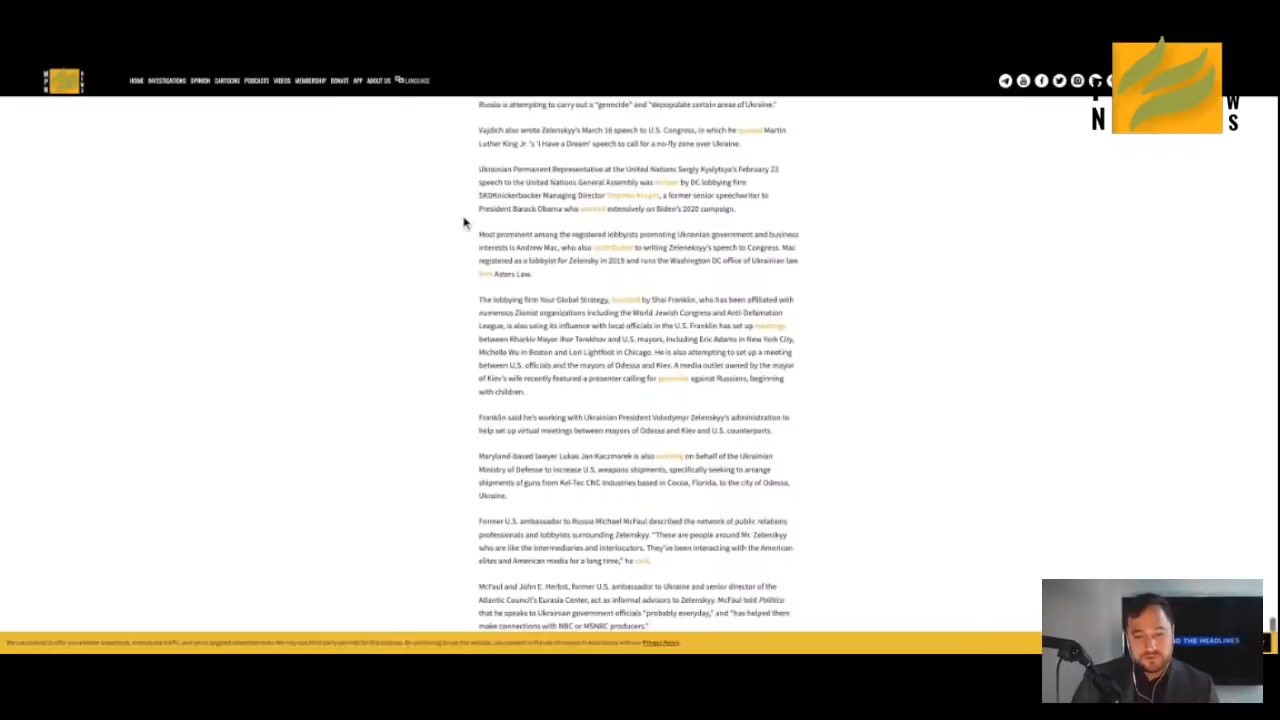 HOME INVESTIGATIONS OPINION CARTOONS PODCASTS VIDEOS MEMBERSHIP DONATE APP ABOUT US LANGUAGE
N
W
S
Russia is attempting to carry out a "genocide" and "depopulate certain areas of Ukraine."
Vajdich also wrote Zelenskyy's March 16 speech to U.S. Congress, in which he quoted Martin
Luther King Jr. 's 'I Have a Dream' speech to call for a no-fly zone over Ukraine.
Ukrainian Permanent Representative at the United Nations Sergiy Kyslytsya's February 23
speech to the United Nations General Assembly was written by DC lobbying firm
SKDKnickerbocker Managing Director Stephen Krupin, a former senior speechwriter to
President Barack Obama who worked extensively on Biden's 2020 campaign.
Most prominent among the registered lobbyists promoting Ukrainian government and business
interests is Andrew Mac, who also contributed to writing Zeleneksyy's speech to Congress. Mac
registered as a lobbyist for Zelensky in 2019 and runs the Washington DC office of Ukrainian law
firm Asters Law.
The lobbying firm Your Global Strategy, founded by Shai Franklin, who has been affiliated with
numerous Zionist organizations including the World Jewish Congress and Anti-Defamation
League, is also using its influence with local officials in the U.S. Franklin has set up meetings
between Kharkiv Mayor Ihor Terekhov and U.S. mayors, including Eric Adams in New York City,
Michelle Wu in Boston and Lori Lightfoot in Chicago. He is also attempting to set up a meeting
between U.S. officials and the mayors of Odessa and Kiev. A media outlet owned by the mayor
of Kiev's wife recently featured a presenter calling for genocide against Russians, beginning
with children.
Franklin said he's working with Ukrainian President Volodymyr Zelenskyy's administration to
help set up virtual meetings between mayors of Odessa and Kiev and U.S. counterparts.
Maryland-based lawyer Lukas Jan Kaczmarek is also working on behalf of the Ukrainian
Ministry of Defense to increase U.S. weapons shipments, specifically seeking to arrange
shipments of guns from Kel-Tec CNC Industries based in Cocoa, Florida, to the city of Odessa,
Ukraine.
Former U.S. ambassador to Russia Michael McFaul described the network of public relations
professionals and lobbyists surrounding Zelenskyy. "These are people around Mr. Zelenskyy
who are like the intermediaries and interlocutors. They've been interacting with the American
elites and American media for a long time," he said.
McFaul and John E. Herbst, former U.S. ambassador to Ukraine and senior director of the
Atlantic Council's Eurasia Center, act as informal advisors to Zelenskyy. McFaul told Politico
that he speaks to Ukrainian government officials "probably everyday," and "has helped them
make connections with NBC or MSNBC producers."
Privacy Policy
THE HEADLINES